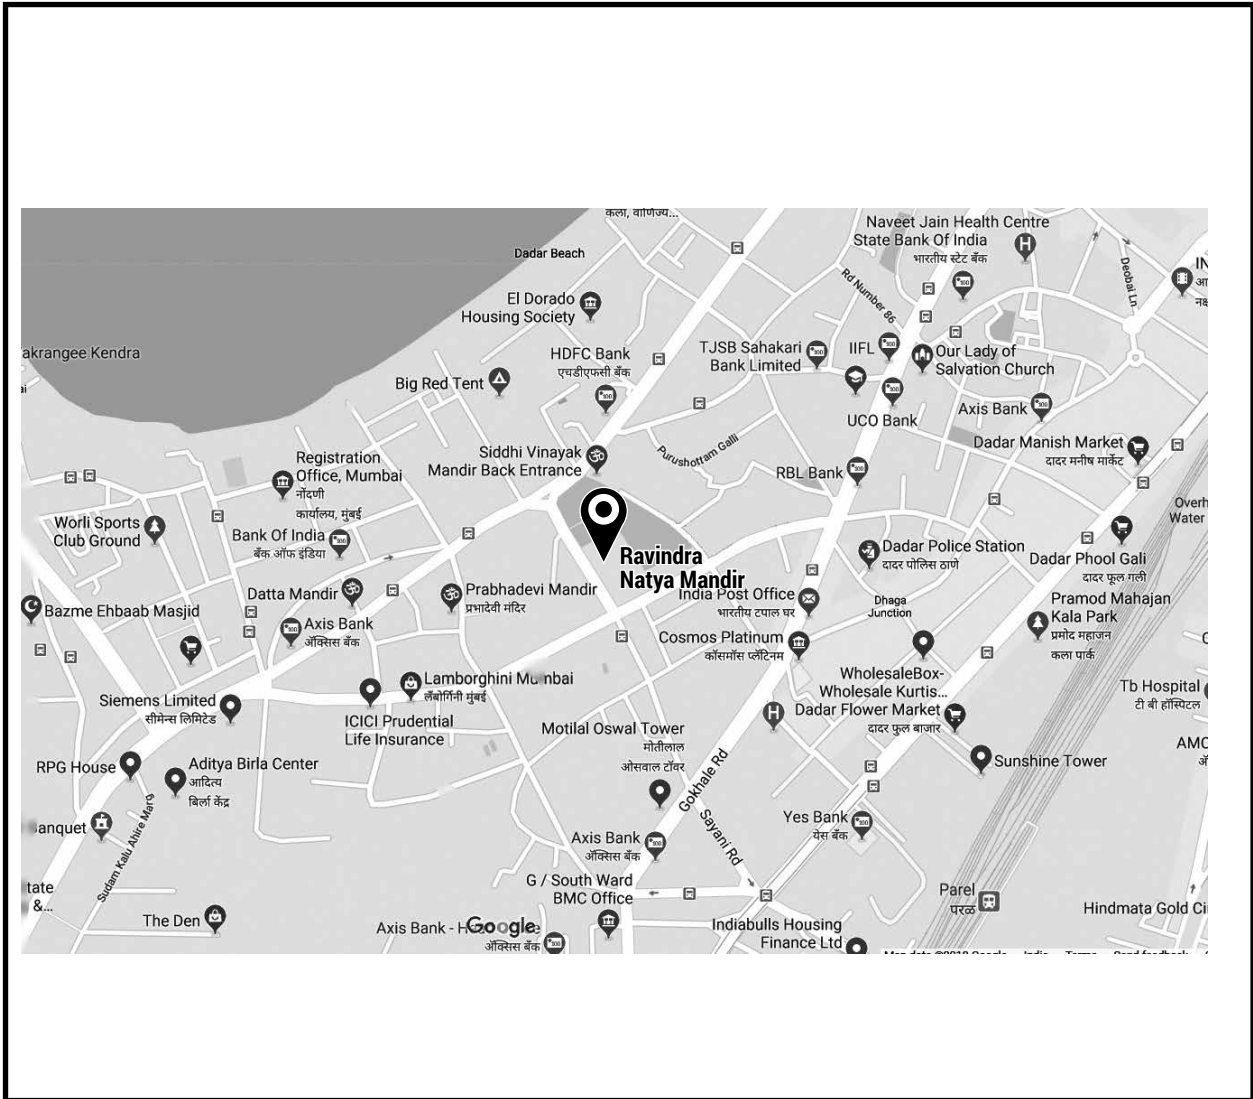 कला, वाणिज्य...
Naveet Jain Health Centre
State Bank Of India
भारतीय स्टेट बँक
Dadar Beach
Deobai Ln
Rd Number 86
El Dorado
Housing Society
akrangee Kendra
HDFC Bank
एचडीएफसी बँक
TJSB Sahakari
Bank Limited
IIFL
Our Lady of
Salvation Church
Big Red Tent
UCO Bank
Axis Bank
Siddhi Vinayak
Mandir Back Entrance
Purushottam Galli
Dadar Manish Market
दादर मनीष मार्केट
RBL Bank
Registration
Office, Mumbai
नोंदणी
कार्यालय, मुंबई
Worli Sports
Club Ground
Bank Of India
बँक ऑफ इंडिया
Water
Ravindra
Natya Mandir
Dadar Police Station
दादर पोलिस ठाणे
Dadar Phool Gali
दादर फूल गली
Datta Mandir
Prabhadevi Mandir
प्रभादेवी मंदिर
India Post Office
भारतीय टपाल घर
Dhaga
Junction
Pramod Mahajan
Kala Park
प्रमोद महाजन
कला पार्क
Bazme Ehbaab Masjid
Axis Bank
ॲक्सिस बँक
Cosmos Platinum
कॉसमॉस प्लॅटिनम
WholesaleBox-
Wholesale Kurtis...
Dadar Flower Market
दादर फुल बाजार
Lamborghini Mumbai
लॅंबोर्गिनी मुंबई
Tb Hospital
टी बी हॉस्पिटल
Siemens Limited
सीमेन्स लिमिटेड
ICICI Prudential
Life Insurance
Motilal Oswal Tower
मोतीलाल
ओसवाल टॉवर
Sunshine Tower
RPG House
Aditya Birla Center
आदित्य
बिर्ला केंद्र
Gokhale Rd
Sayani Rd
Sudam Kalu Ahire Marg
Yes Bank
येस बँक
Axis Bank
ॲक्सिस बँक
G / South Ward
BMC Office
tate
&...
The Den
Parel
परळ
Hindmata Gold
Axis Bank -
ॲक्सिस बँक
Google
Indiabulls Housing
Finance Ltd